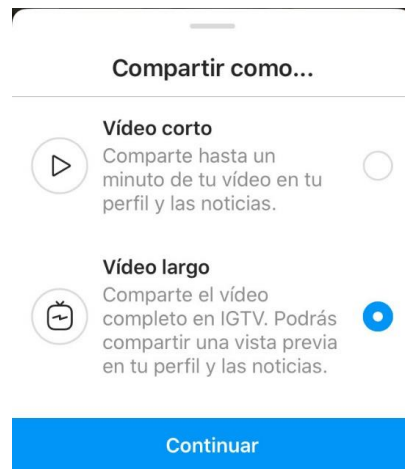 Compartir como...
Vídeo corto
Comparte hasta un
minuto de tu vídeo en tu
perfil y las noticias.
Vídeo largo
Comparte el vídeo
completo en IGTV. Podrás
compartir una vista previa
en tu perfil y las noticias.
Continuar